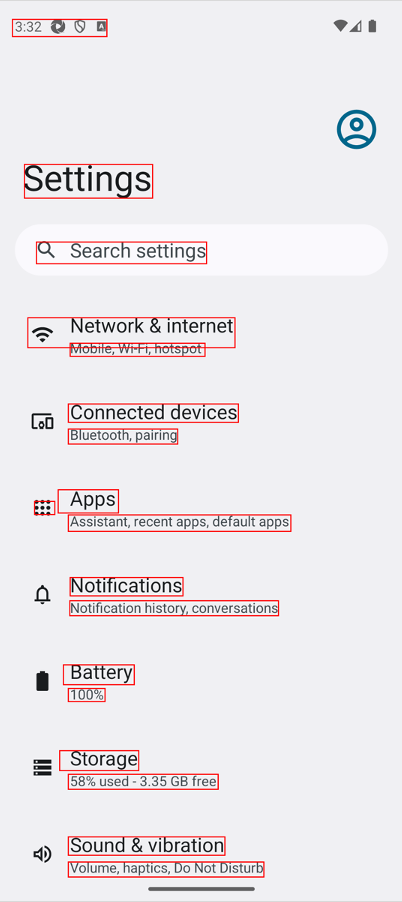 3:32
Settings
Search settings
Network & internet
Mobile, Wi-Fi, hotspot
Connected devices
Bluetooth, pairing
Apps
Assistant, recent apps, default apps
Notifications
Notification history, conversations
Battery
100%
Storage
58% used - 3.35 GB free
Sound & vibration
Volume, haptics, Do Not Disturb